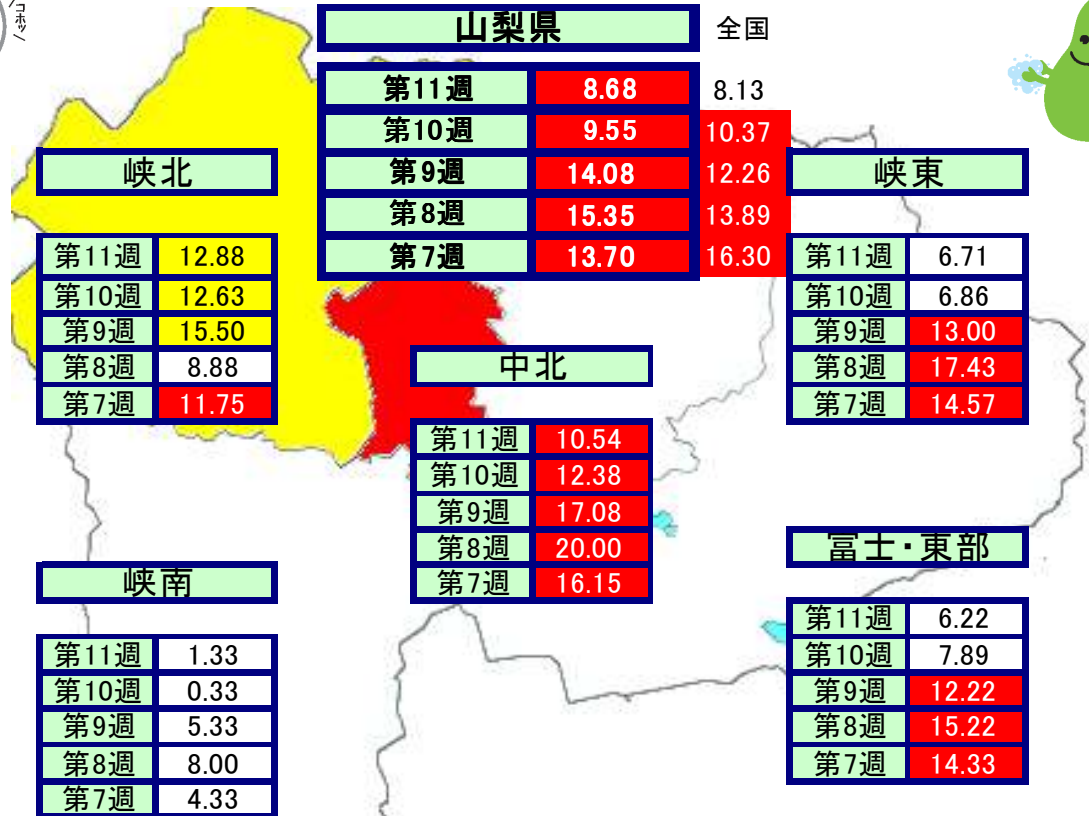 コホッ
山梨県 全国
第11週 8.68 8.13
第10週 9.55 10.37
第9週 14.08 12.26
第8週 15.35 13.89
第7週 13.70 16.30
峡北
第11週 12.88
第10週 12.63
第9週 15.50
第8週 8.88
第7週 11.75
峡東
第11週 6.71
第10週 6.86
第9週 13.00
第8週 17.43
第7週 14.57
中北
第11週 10.54
第10週 12.38
第9週 17.08
第8週 20.00
第7週 16.15
峡南
第11週 1.33
第10週 0.33
第9週 5.33
第8週 8.00
第7週 4.33
富士・東部
第11週 6.22
第10週 7.89
第9週 12.22
第8週 15.22
第7週 14.33